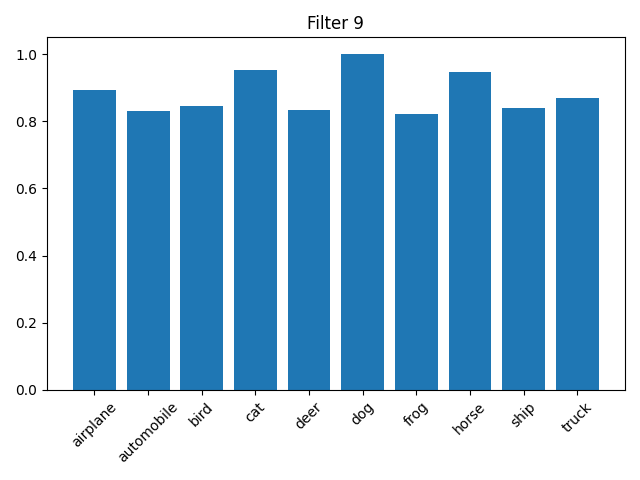 Filter 9
1.0
0.8
0.6
0.4
0.2
0.0
airplane
automobile
bird
cat
deer
dog
frog
horse
ship
truck